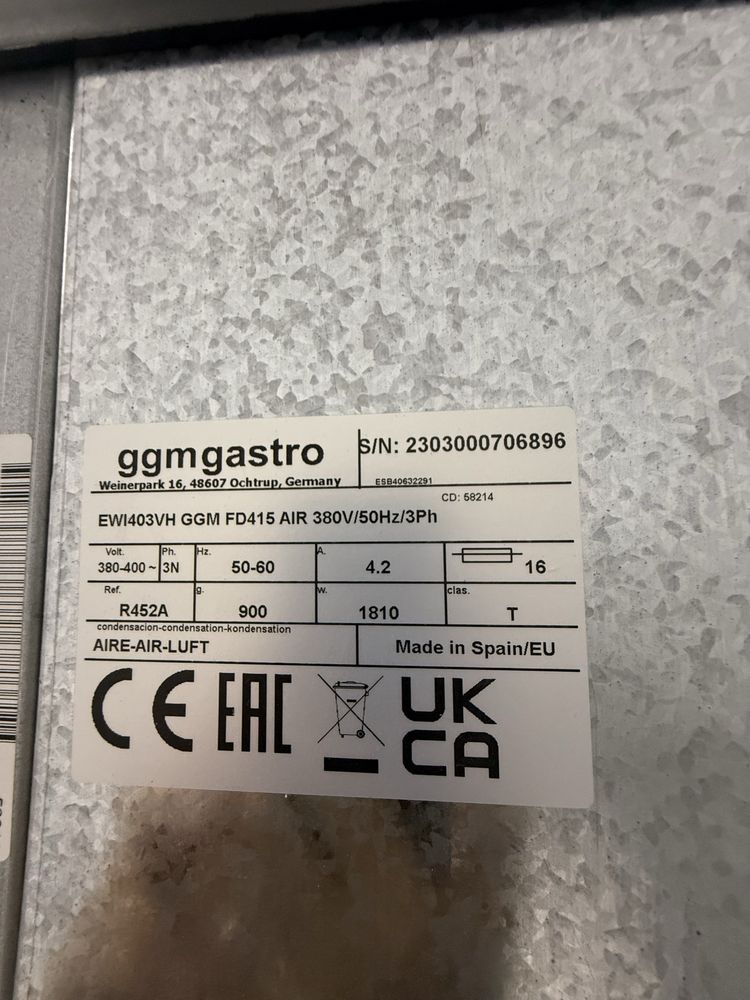 ggmgastro
Weinerpark 16, 48607 Ochtrup, Germany
S/N: 2303000706896
ESB40632291
CD: 58214
EWI403VH GGM FD415 AIR 380V/50Hz/3Ph
Volt. Ph. Hz. A.
380-400 ~ 3N 50-60 4.2 16
Ref. g. w. clas.
R452A 900 1810 T
condensacion-condensation-kondensation
AIRE-AIR-LUFT
Made in Spain/EU
CE EAC UK
CA